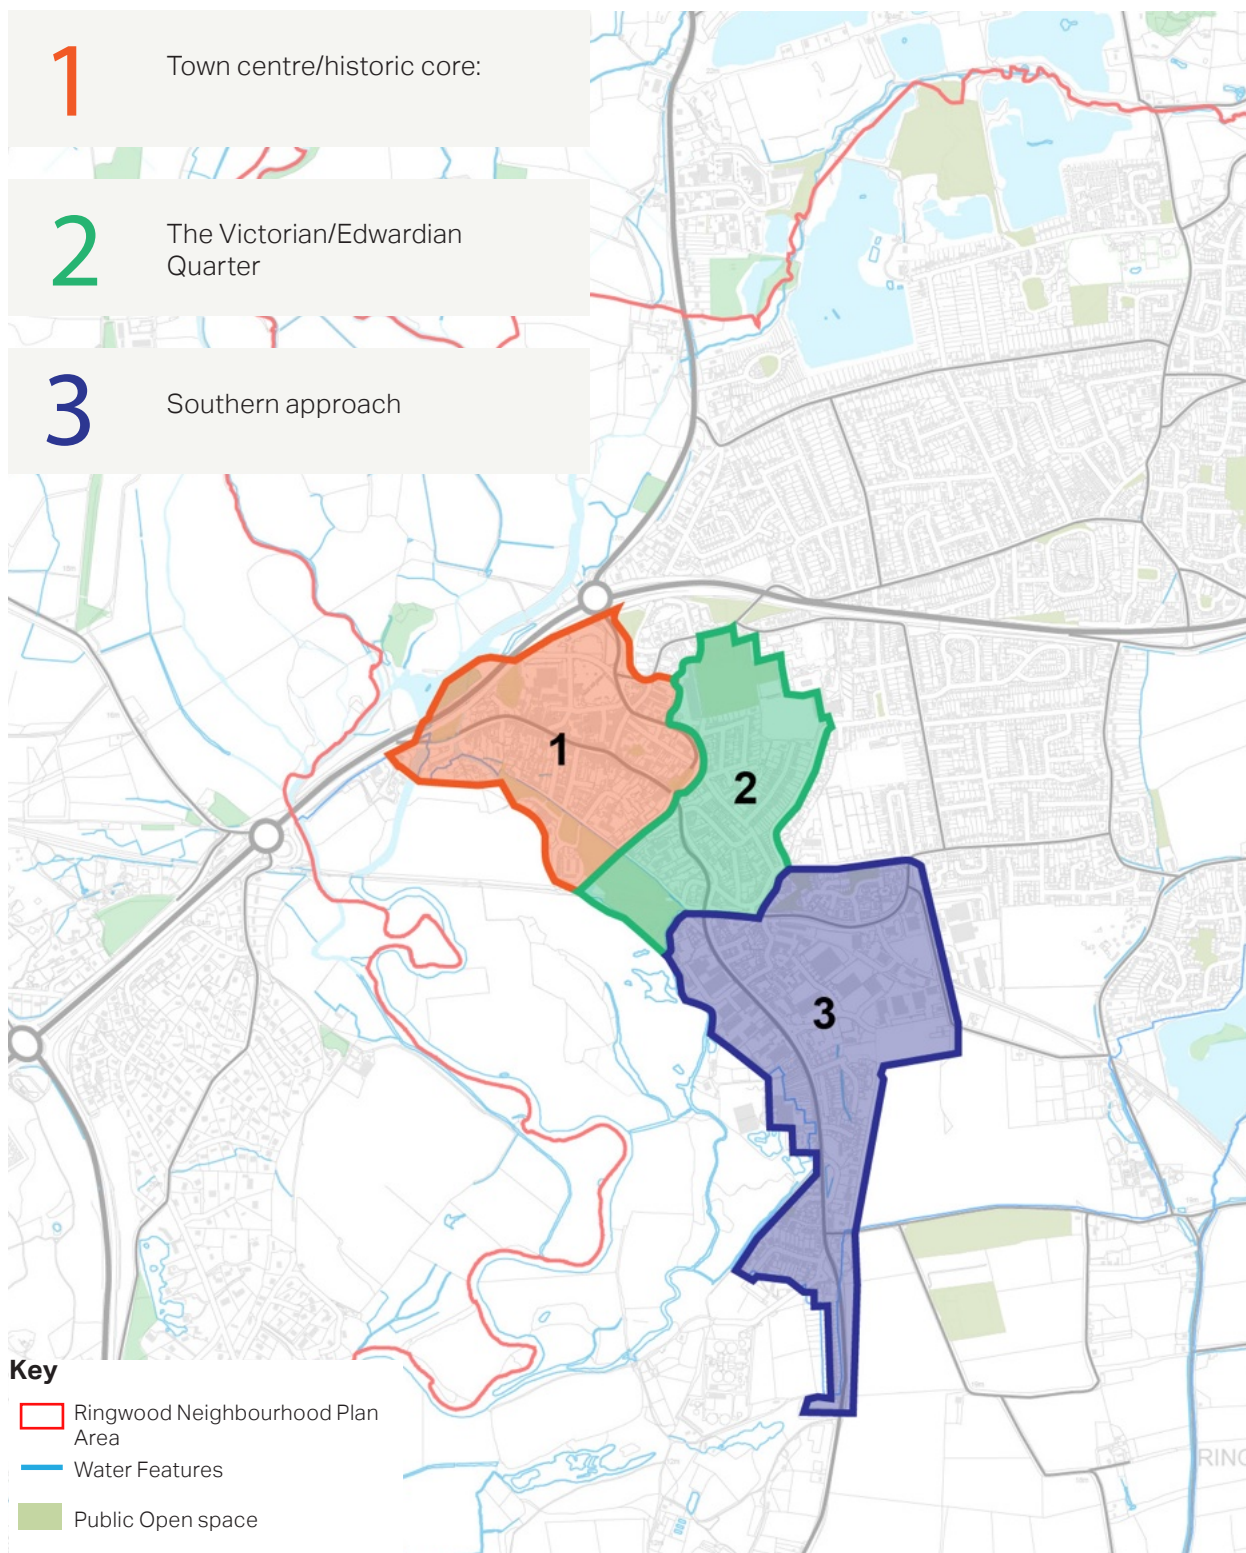 1
Town centre/historic core:
2
The Victorian/Edwardian
Quarter
3
Southern approach
1
2
3
Key
Ringwood Neighbourhood Plan
Area
Water Features
Public Open space
RING